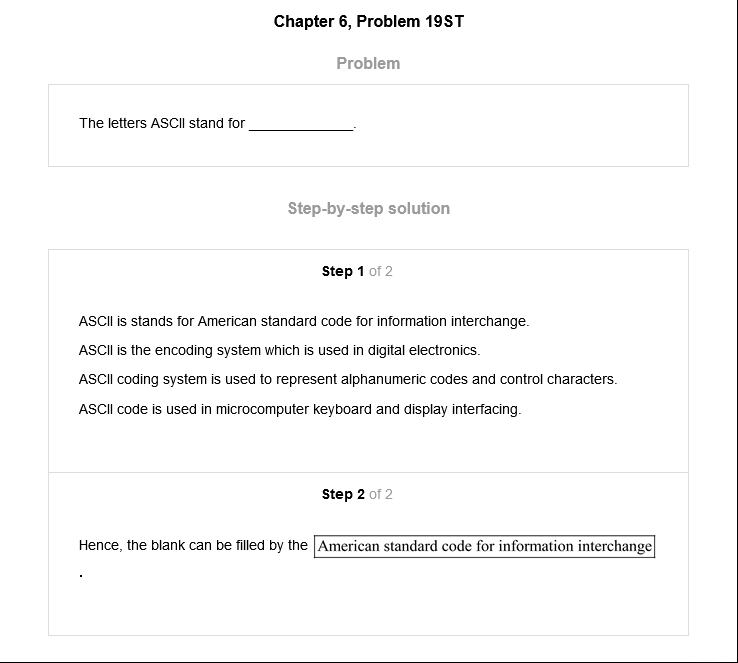 Chapter 6, Problem 19ST
Problem
The letters ASCII stand for _____________.
Step-by-step solution
Step 1 of 2
ASCII is stands for American standard code for information interchange.
ASCII is the encoding system which is used in digital electronics.
ASCII coding system is used to represent alphanumeric codes and control characters.
ASCII code is used in microcomputer keyboard and display interfacing.
Step 2 of 2
Hence, the blank can be filled by the American standard code for information interchange
.